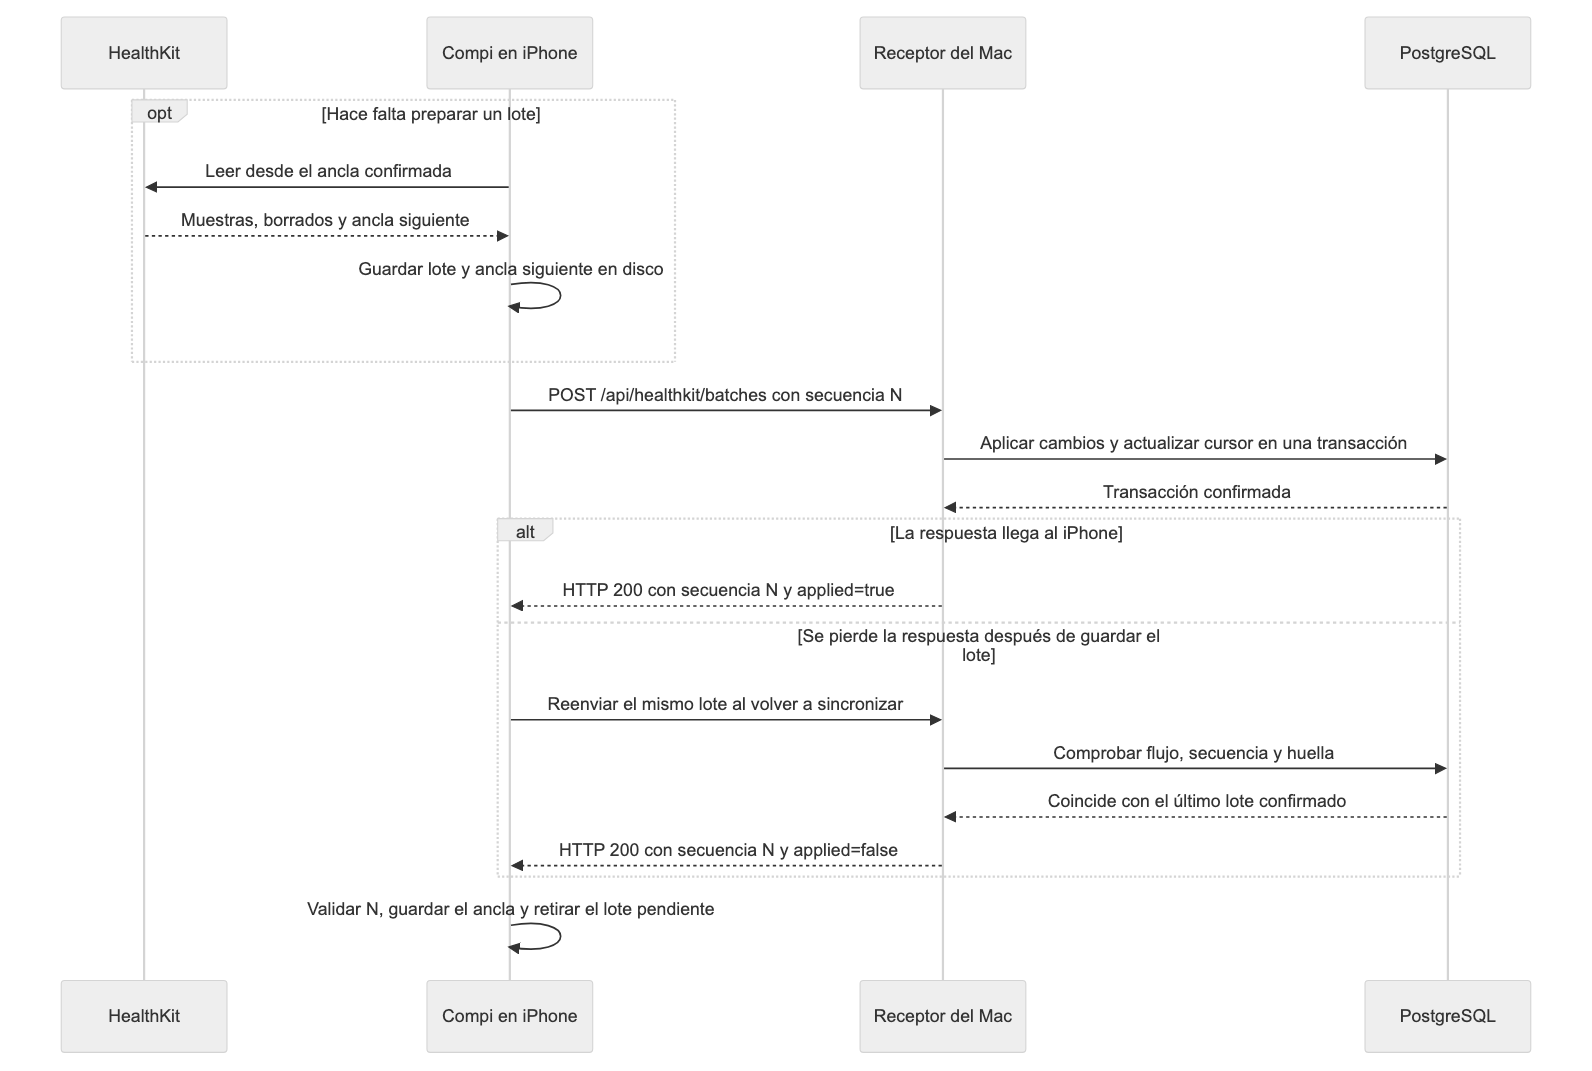 HealthKit
Compi en iPhone
Receptor del Mac
PostgreSQL
opt
[Hace falta preparar un lote]
Leer desde el ancla confirmada
Muestras, borrados y ancla siguiente
Guardar lote y ancla siguiente en disco
POST /api/healthkit/batches con secuencia N
Aplicar cambios y actualizar cursor en una transacción
Transacción confirmada
alt
[La respuesta llega al iPhone]
HTTP 200 con secuencia N y applied=true
[Se pierde la respuesta después de guardar el
lote]
Reenviar el mismo lote al volver a sincronizar
Comprobar flujo, secuencia y huella
Coincide con el último lote confirmado
HTTP 200 con secuencia N y applied=false
Validar N, guardar el ancla y retirar el lote pendiente
HealthKit
Compi en iPhone
Receptor del Mac
PostgreSQL